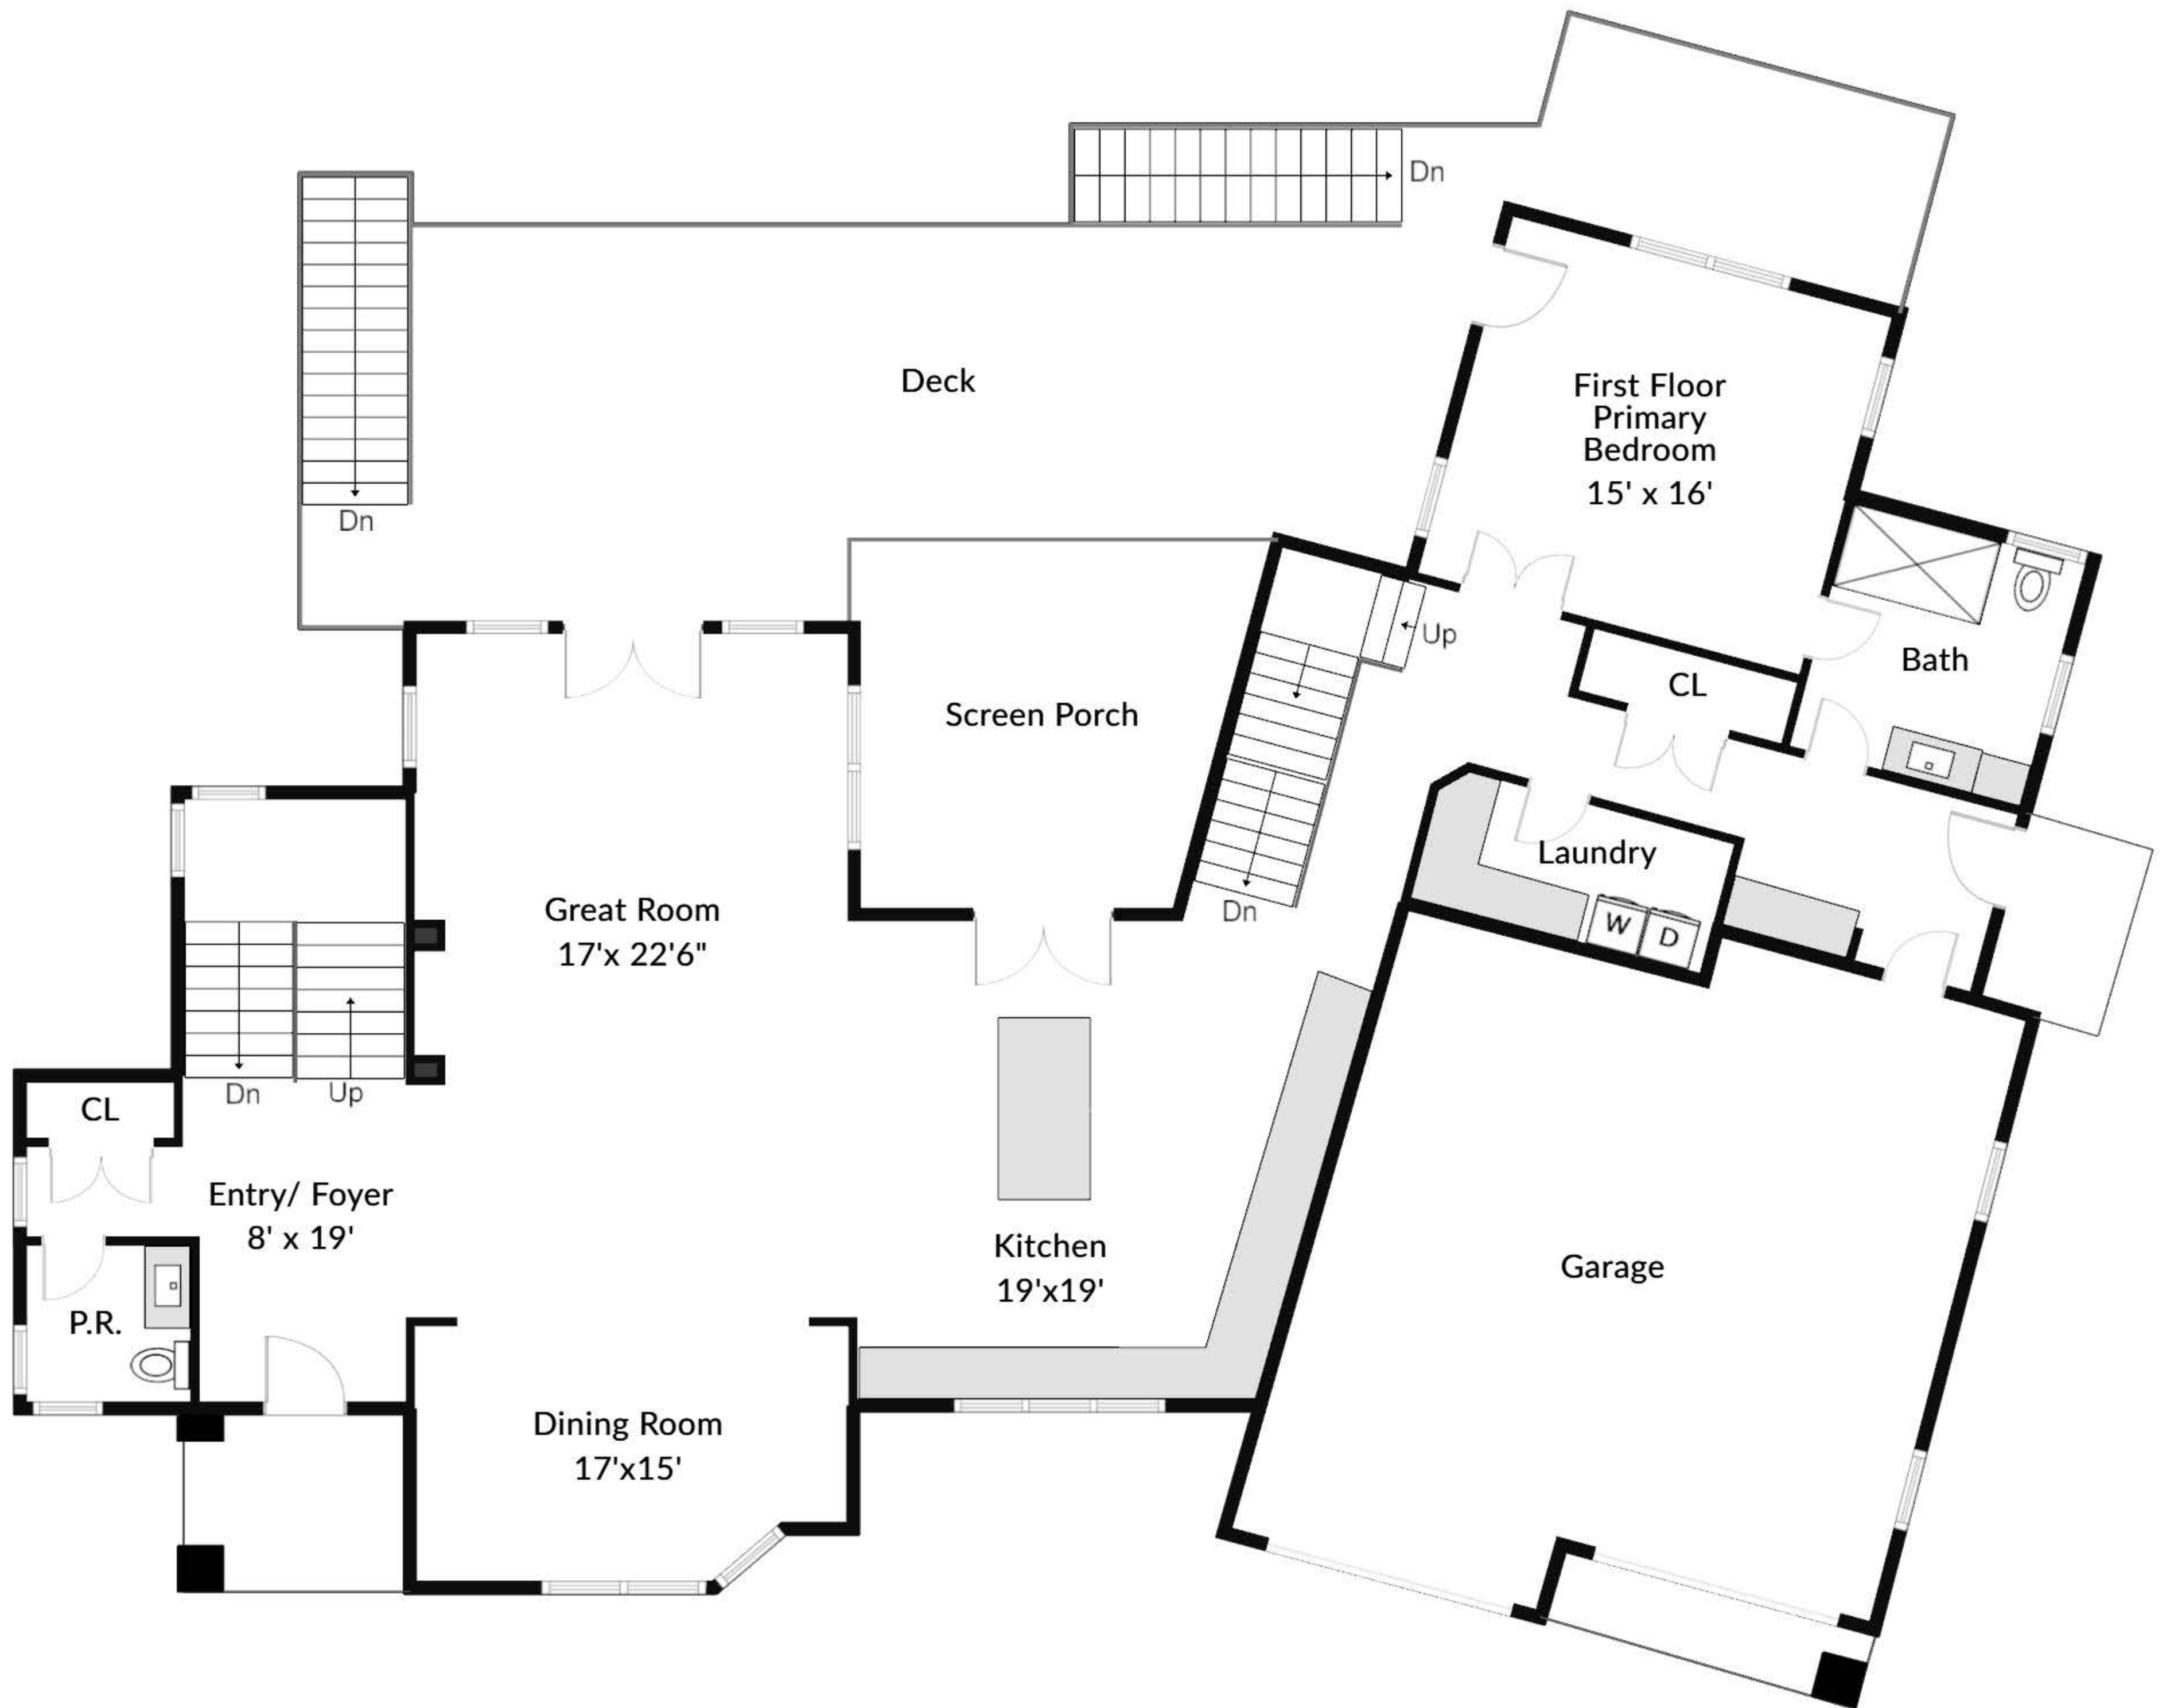 Dn
Dn
Deck
First Floor
Primary
Bedroom
15' x 16'
Up
Bath
CL
Screen Porch
Laundry
W
D
Great Room
17'x 22'6"
Dn
Dn
Up
CL
Entry/ Foyer
8' x 19'
P.R.
Kitchen
19'x19'
Garage
Dining Room
17'x15'